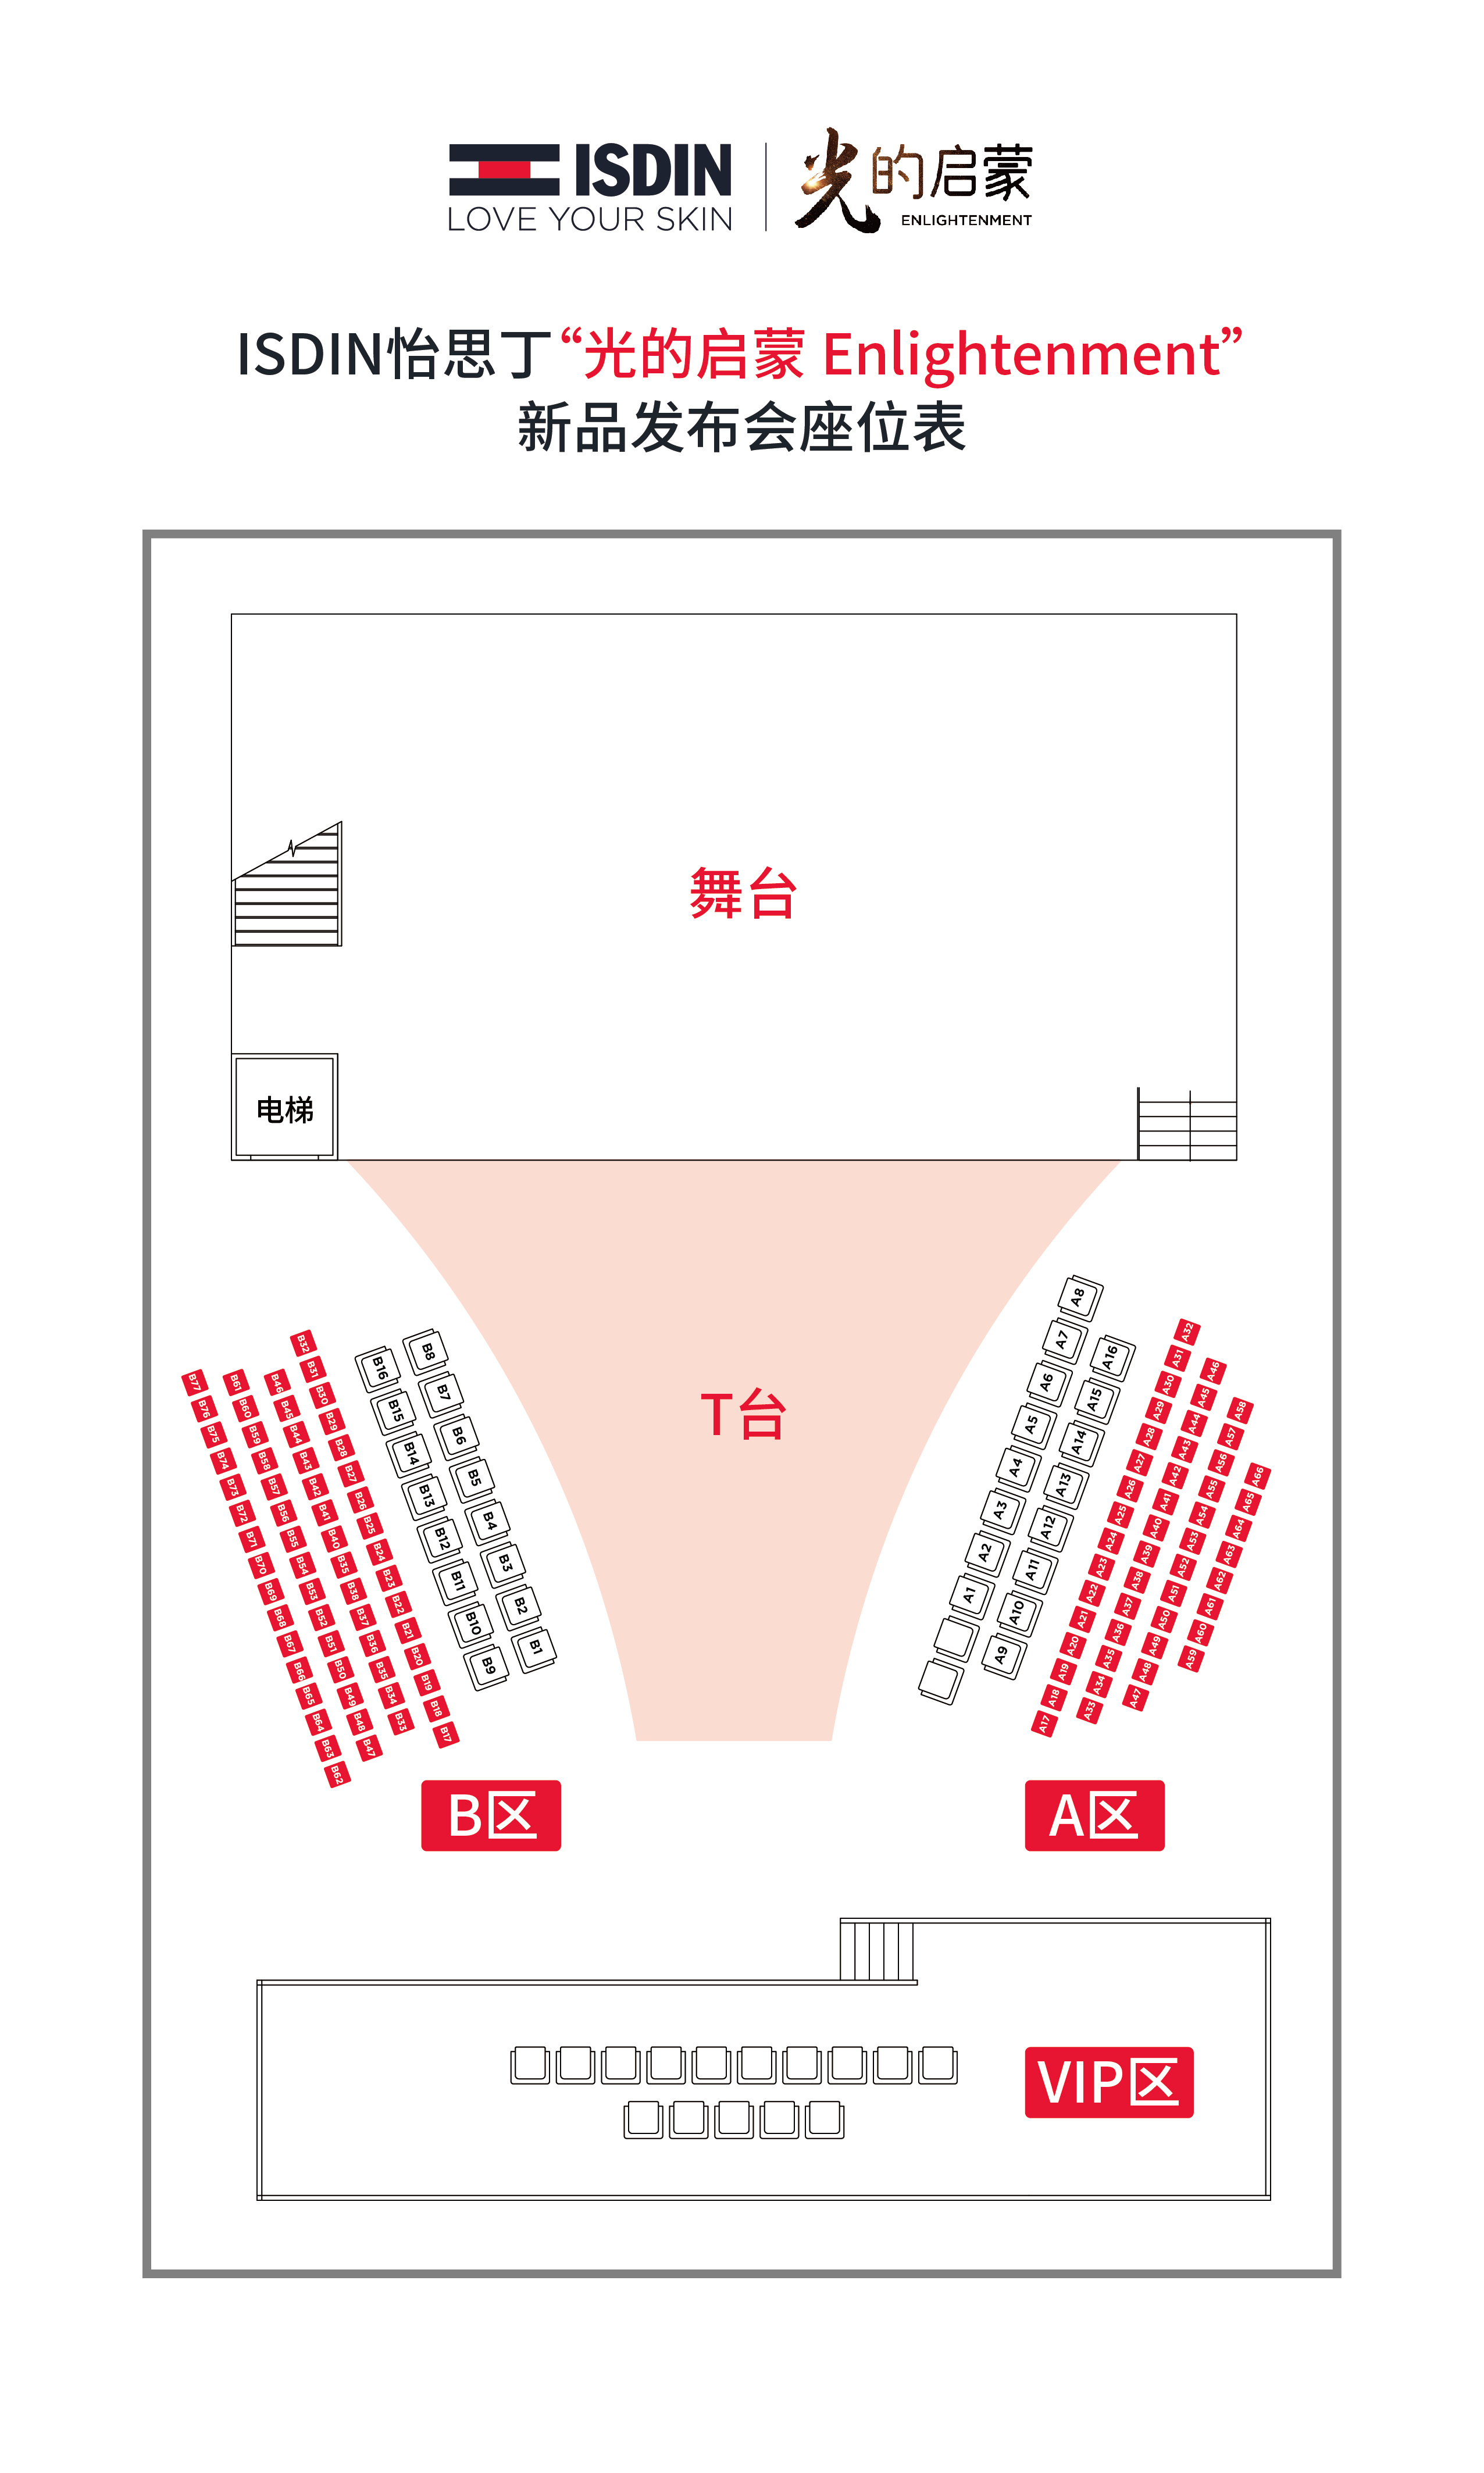 ISDIN
LOVE YOUR SKIN
光的启蒙
ENLIGHTENMENT
ISDIN怡思丁“光的启蒙 Enlightenment”
新品发布会座位表
舞台
电梯
T台
B77
B76
B75
B74
B73
B72
B71
B70
B69
B68
B67
B66
B65
B64
B63
B62
B61
B60
B59
B58
B57
B56
B55
B54
B53
B52
B51
B50
B49
B48
B47
B46
B45
B44
B43
B42
B41
B40
B35
B38
B37
B36
B35
B34
B33
B32
B31
B30
B29
B28
B27
B26
B25
B24
B23
B22
B21
B20
B19
B18
B17
B16
B15
B14
B13
B12
B11
B10
B9
B8
B7
B6
B5
B4
B3
B2
B1
A8
A7
A6
A5
A4
A3
A2
A1
A16
A15
A14
A13
A12
A11
A10
A9
A32
A31
A30
A29
A28
A27
A26
A25
A24
A23
A22
A21
A20
A19
A18
A17
A46
A45
A44
A43
A42
A41
A40
A39
A38
A37
A36
A35
A34
A33
A58
A57
A56
A55
A54
A53
A52
A51
A50
A49
A48
A47
A66
A65
A64
A63
A62
A61
A60
A59
B区
A区
VIP区